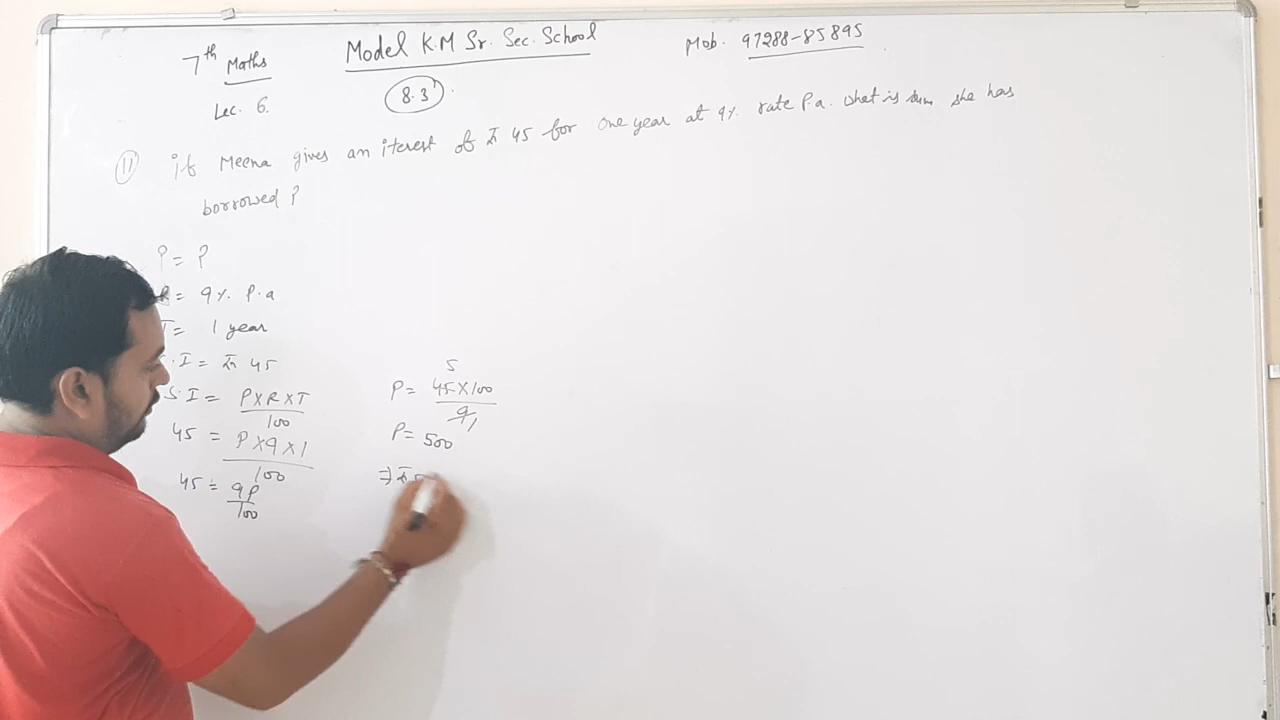 7th Maths
Model K.M Sr. Sec. School
Mob. 97288-85895
Lec. 6.
8.3
11 if Meena gives an iterest of ₹ 45 for one year at 9% rate P.a. what is sum she has
borrowed ?
P = ?
R = 9% P.a
T = 1 year
.I = ₹ 45
S.I = P×R×T
100
45 = P×9×1
100
45 = 9P
100
5
P = 45×100
9 1
P = 500
⇒ ₹ 5